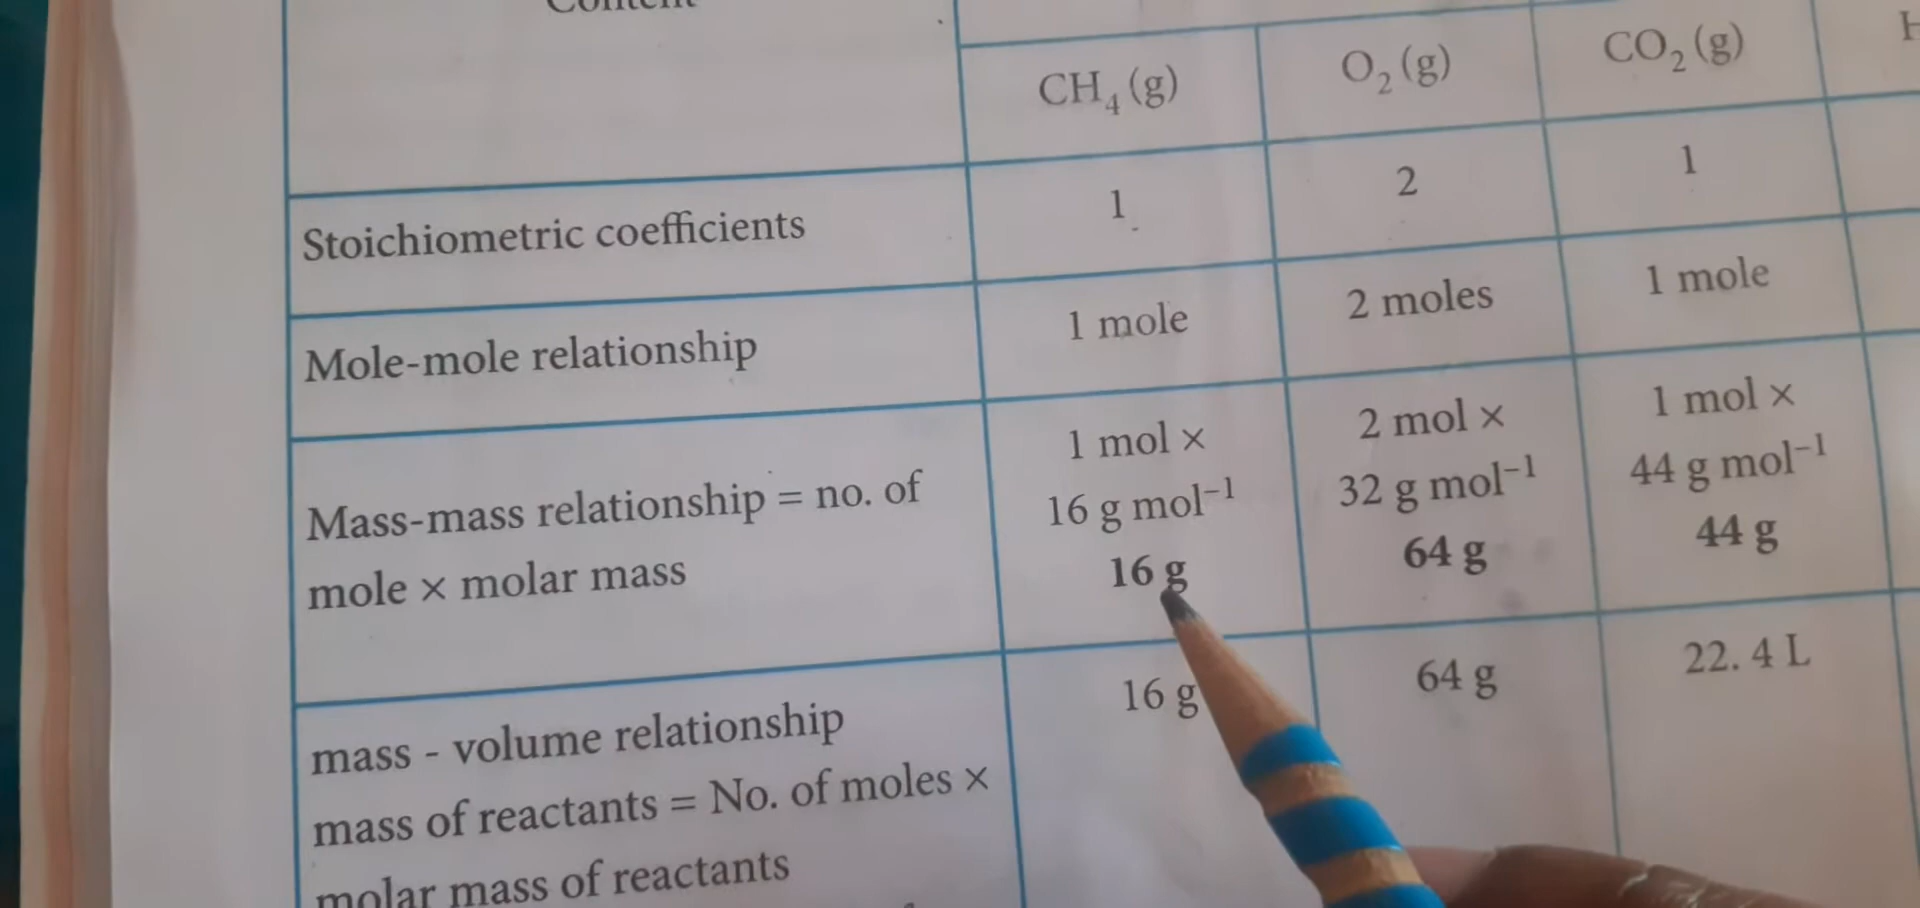 Content
CH₄(g) O₂(g) CO₂(g) H
Stoichiometric coefficients 1 2 1
Mole-mole relationship 1 mole 2 moles 1 mole
Mass-mass relationship = no. of
mole × molar mass
1 mol ×
16 g mol⁻¹
16 g
2 mol ×
32 g mol⁻¹
64 g
1 mol ×
44 g mol⁻¹
44 g
mass - volume relationship
mass of reactants = No. of moles ×
molar mass of reactants
16 g
64 g
22. 4 L